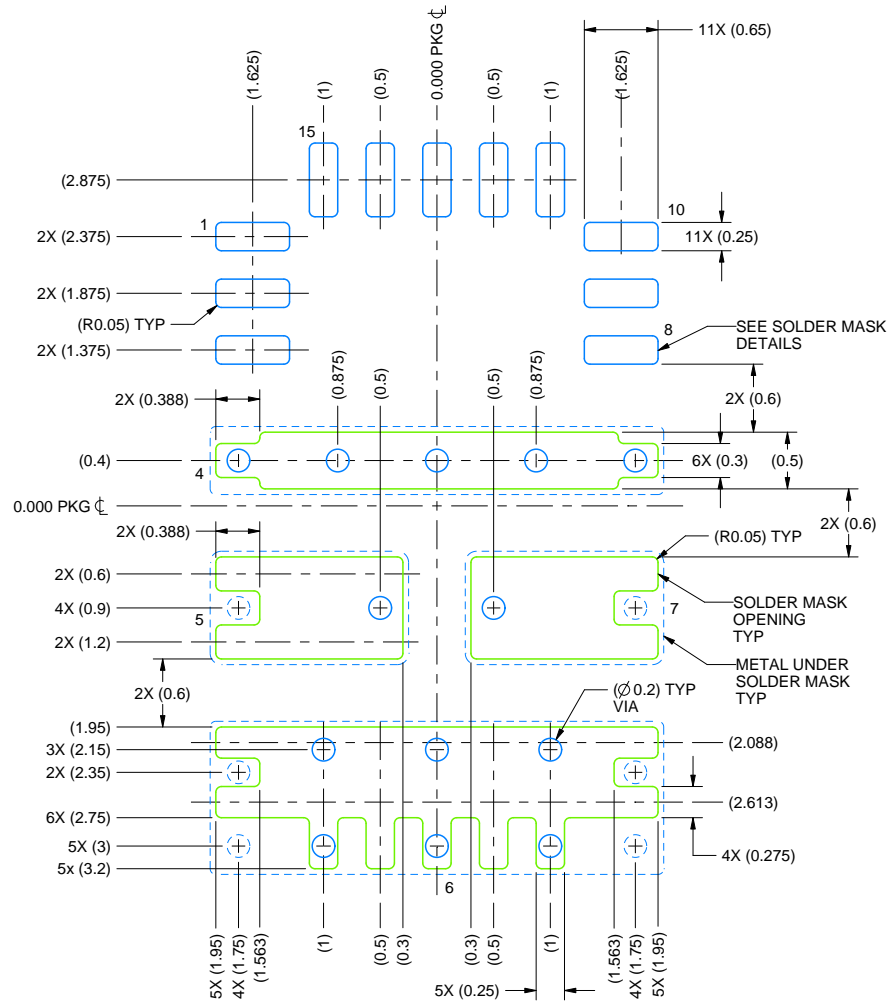 0.000 PKG ℄
11X (0.65)
(1.625)
(1)
(0.5)
(0.5)
(1)
(1.625)
15
(2.875)
1
10
2X (2.375)
11X (0.25)
2X (1.875)
(R0.05) TYP
8
SEE SOLDER MASK
DETAILS
2X (1.375)
(0.875)
(0.5)
(0.5)
(0.875)
2X (0.388)
2X (0.6)
(0.4)
4
6X (0.3)
(0.5)
0.000 PKG ℄
2X (0.388)
2X (0.6)
(R0.05) TYP
2X (0.6)
4X (0.9)
5
7
SOLDER MASK
OPENING
TYP
2X (1.2)
METAL UNDER
SOLDER MASK
TYP
2X (0.6)
(∅0.2) TYP
VIA
(1.95)
3X (2.15)
(2.088)
2X (2.35)
(2.613)
6X (2.75)
5X (3)
4X (0.275)
5x (3.2)
6
5X (1.95)
4X (1.75)
(1.563)
(1)
(0.5)
(0.3)
(0.3)
(0.5)
(1)
(1.563)
4X (1.75)
5X (1.95)
5X (0.25)